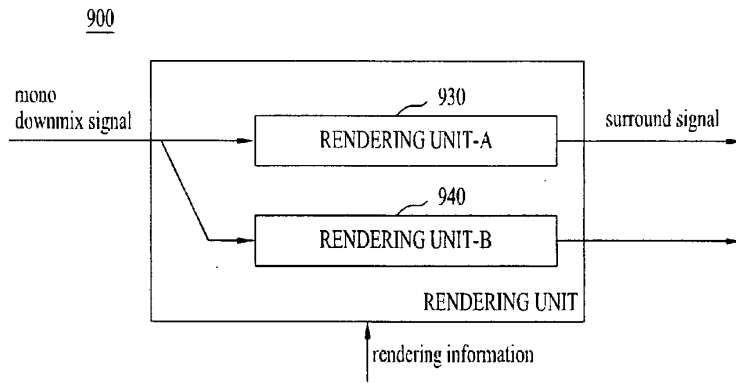 900
mono
downmix signal
930
RENDERING UNIT-A
surround signal
940
RENDERING UNIT-B
RENDERING UNIT
rendering information